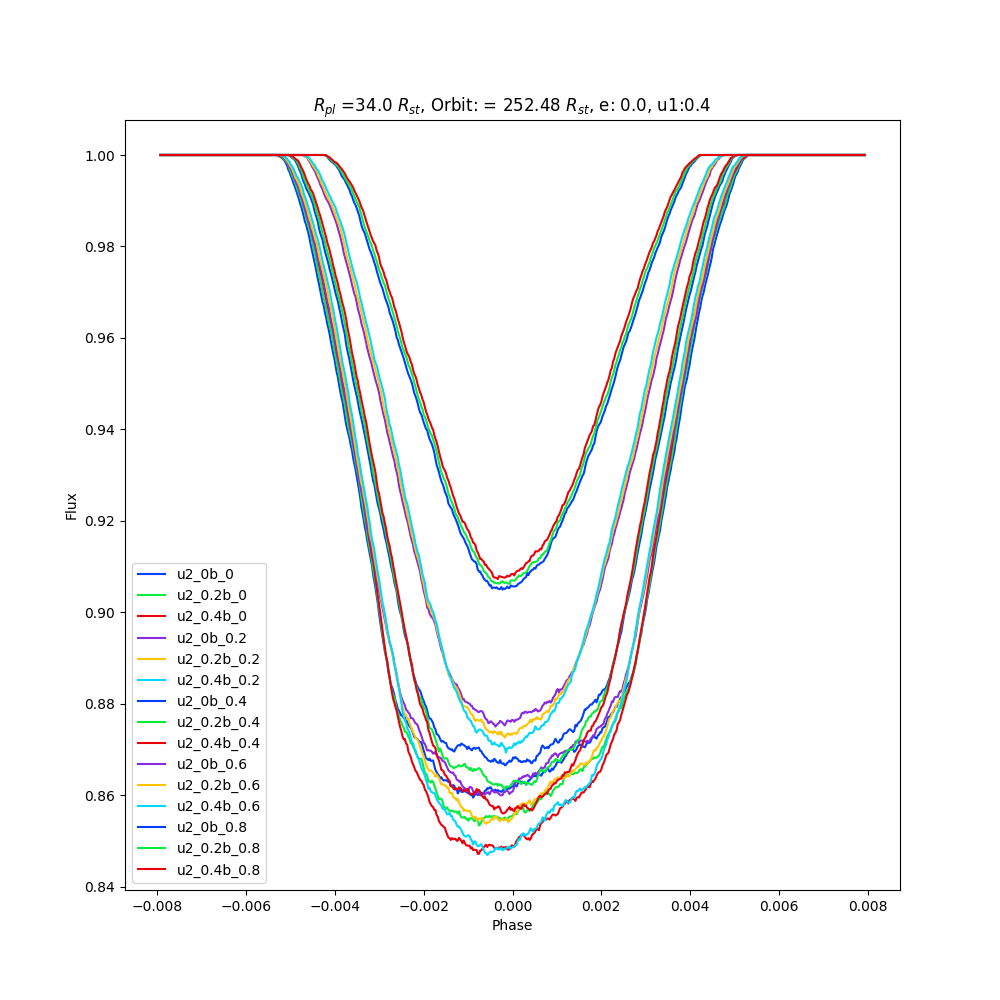 R_pl =34.0 R_st, Orbit: = 252.48 R_st, e: 0.0, u1:0.4
1.00
0.98
0.96
0.94
0.92
0.90
0.88
0.86
0.84
Flux
u2_0b_0
u2_0.2b_0
u2_0.4b_0
u2_0b_0.2
u2_0.2b_0.2
u2_0.4b_0.2
u2_0b_0.4
u2_0.2b_0.4
u2_0.4b_0.4
u2_0b_0.6
u2_0.2b_0.6
u2_0.4b_0.6
u2_0b_0.8
u2_0.2b_0.8
u2_0.4b_0.8
−0.008 −0.006 −0.004 −0.002 0.000 0.002 0.004 0.006 0.008
Phase